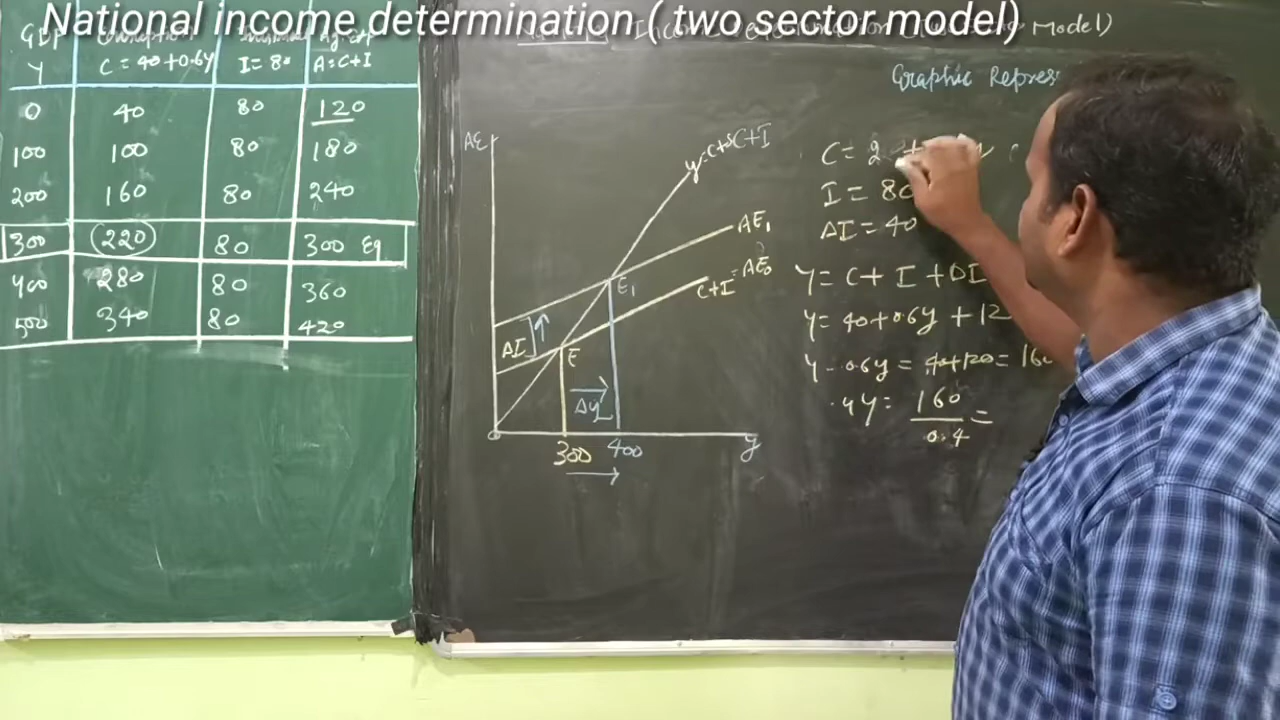 National income determination ( two sector model)
Model)
GDP
Y C = 40+0.6y I= 80 A=C+I
0 40 80 120
100 100 80 180
200 160 80 240
300 220 80 300 Eq
400 280 80 360
500 340 80 420
Graphic Repres
AE
y=c+s C+I
AE1
C+I=AE0
E1
ΔI
E
Δy
300 400
y
C=
I = 80
ΔI = 40
Y= C+ I +ΔI
Y= 40+0.6y + 12
Y-0.6y = 40+120= 160
.4y= 160
0.4 =